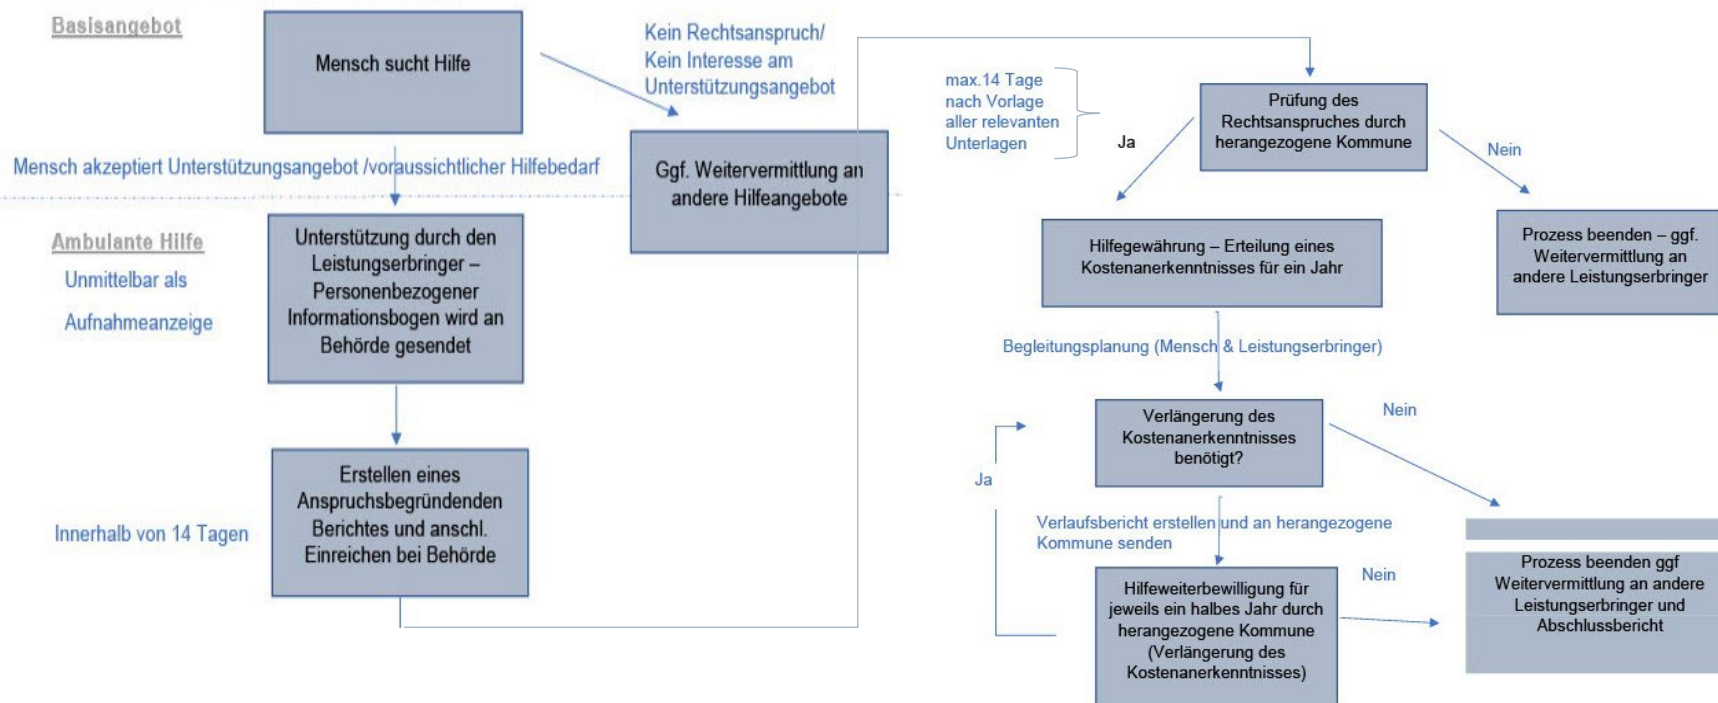 Basisangebot
Mensch sucht Hilfe
Kein Rechtsanspruch/
Kein Interesse am
Unterstützungsangebot
Mensch akzeptiert Unterstützungsangebot /voraussichtlicher Hilfebedarf
Ggf. Weitervermittlung an
andere Hilfeangebote
Ambulante Hilfe
Unmittelbar als
Aufnahmeanzeige
Unterstützung durch den
Leistungserbringer –
Personenbezogener
Informationsbogen wird an
Behörde gesendet
Innerhalb von 14 Tagen
Erstellen eines
Anspruchsbegründenden
Berichtes und anschl.
Einreichen bei Behörde
max.14 Tage
nach Vorlage
aller relevanten
Unterlagen
Prüfung des
Rechtsanspruches durch
herangezogene Kommune
Ja
Nein
Hilfegewährung – Erteilung eines
Kostenanerkenntnisses für ein Jahr
Prozess beenden – ggf.
Weitervermittlung an
andere Leistungserbringer
Begleitungsplanung (Mensch & Leistungserbringer)
Verlängerung des
Kostenanerkenntnisses
benötigt?
Nein
Ja
Verlaufsbericht erstellen und an herangezogene
Kommune senden
Hilfeweiterbewilligung für
jeweils ein halbes Jahr durch
herangezogene Kommune
(Verlängerung des
Kostenanerkenntnisses)
Nein
Prozess beenden ggf
Weitervermittlung an andere
Leistungserbringer und
Abschlussbericht